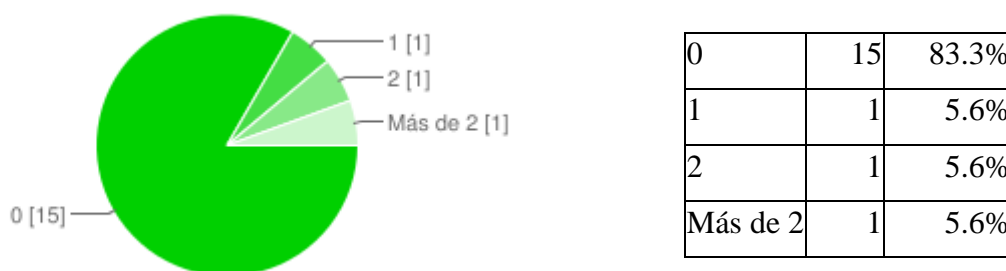 1 [1]
2 [1]
Más de 2 [1]
0 [15]
0 15 83.3%
1 1 5.6%
2 1 5.6%
Más de 2 1 5.6%